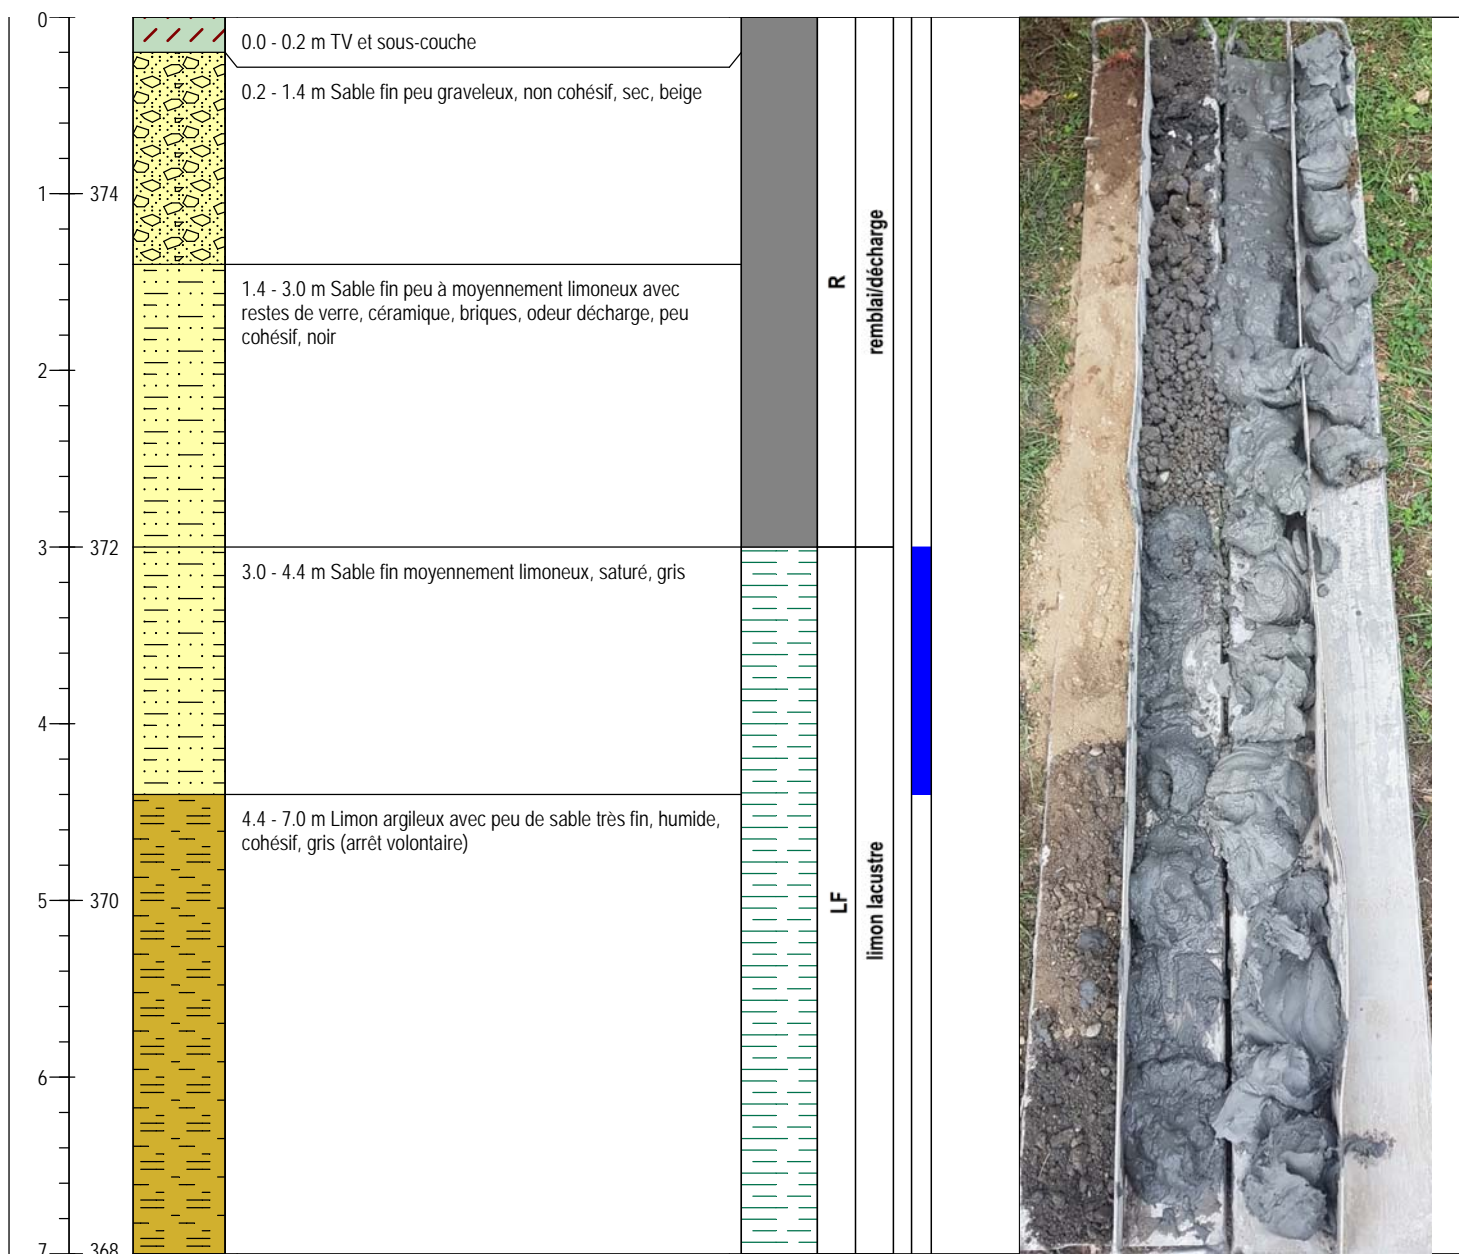 0
0.0 - 0.2 m TV et sous-couche
0.2 - 1.4 m Sable fin peu graveleux, non cohésif, sec, beige
1
374
1.4 - 3.0 m Sable fin peu à moyennement limoneux avec
restes de verre, céramique, briques, odeur décharge, peu
cohésif, noir
R
remblai/décharge
2
3
372
3.0 - 4.4 m Sable fin moyennement limoneux, saturé, gris
4
4.4 - 7.0 m Limon argileux avec peu de sable très fin, humide,
cohésif, gris (arrêt volontaire)
5
370
LF
limon lacustre
6
7
368